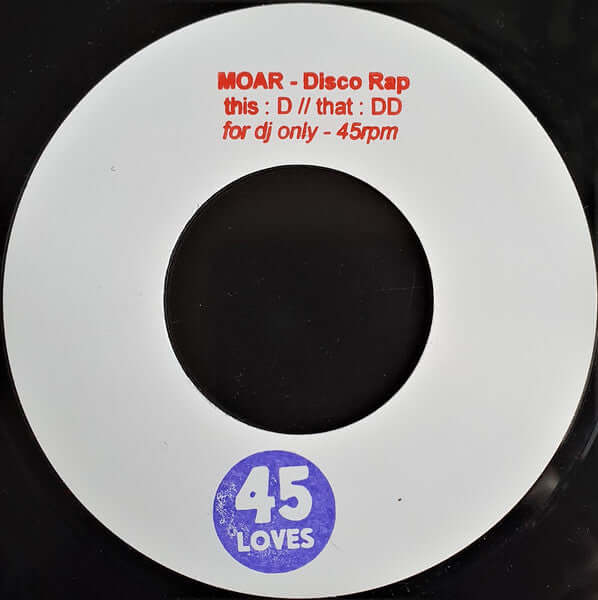 MOAR - Disco Rap
this : D // that : DD
for dj only - 45rpm
45
LOVES